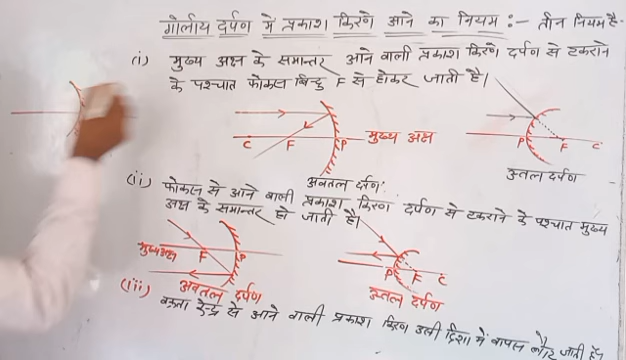 गोलीय दर्पण में प्रकाश किरणे आने का नियम :- तीन नियम है-
(i) मुख्य अक्ष के समान्तर आने वाली प्रकाश किरणे दर्पण से टकराने
के पश्चात फोकस बिन्दु F से होकर जाती है।
C F P मुख्य अक्ष
अवतल दर्पण
P F C
उत्तल दर्पण
(ii) फोकस से आने वाली प्रकाश किरण दर्पण से टकराने के पश्चात मुख्य
अक्ष के समान्तर हो जाती है।
मुख्य अक्ष F P
अवतल दर्पण
P F C
उत्तल दर्पण
(iii) वक्रता केन्द्र से आने वाली प्रकाश किरण उसी दिशा में वापस लौट जाती है